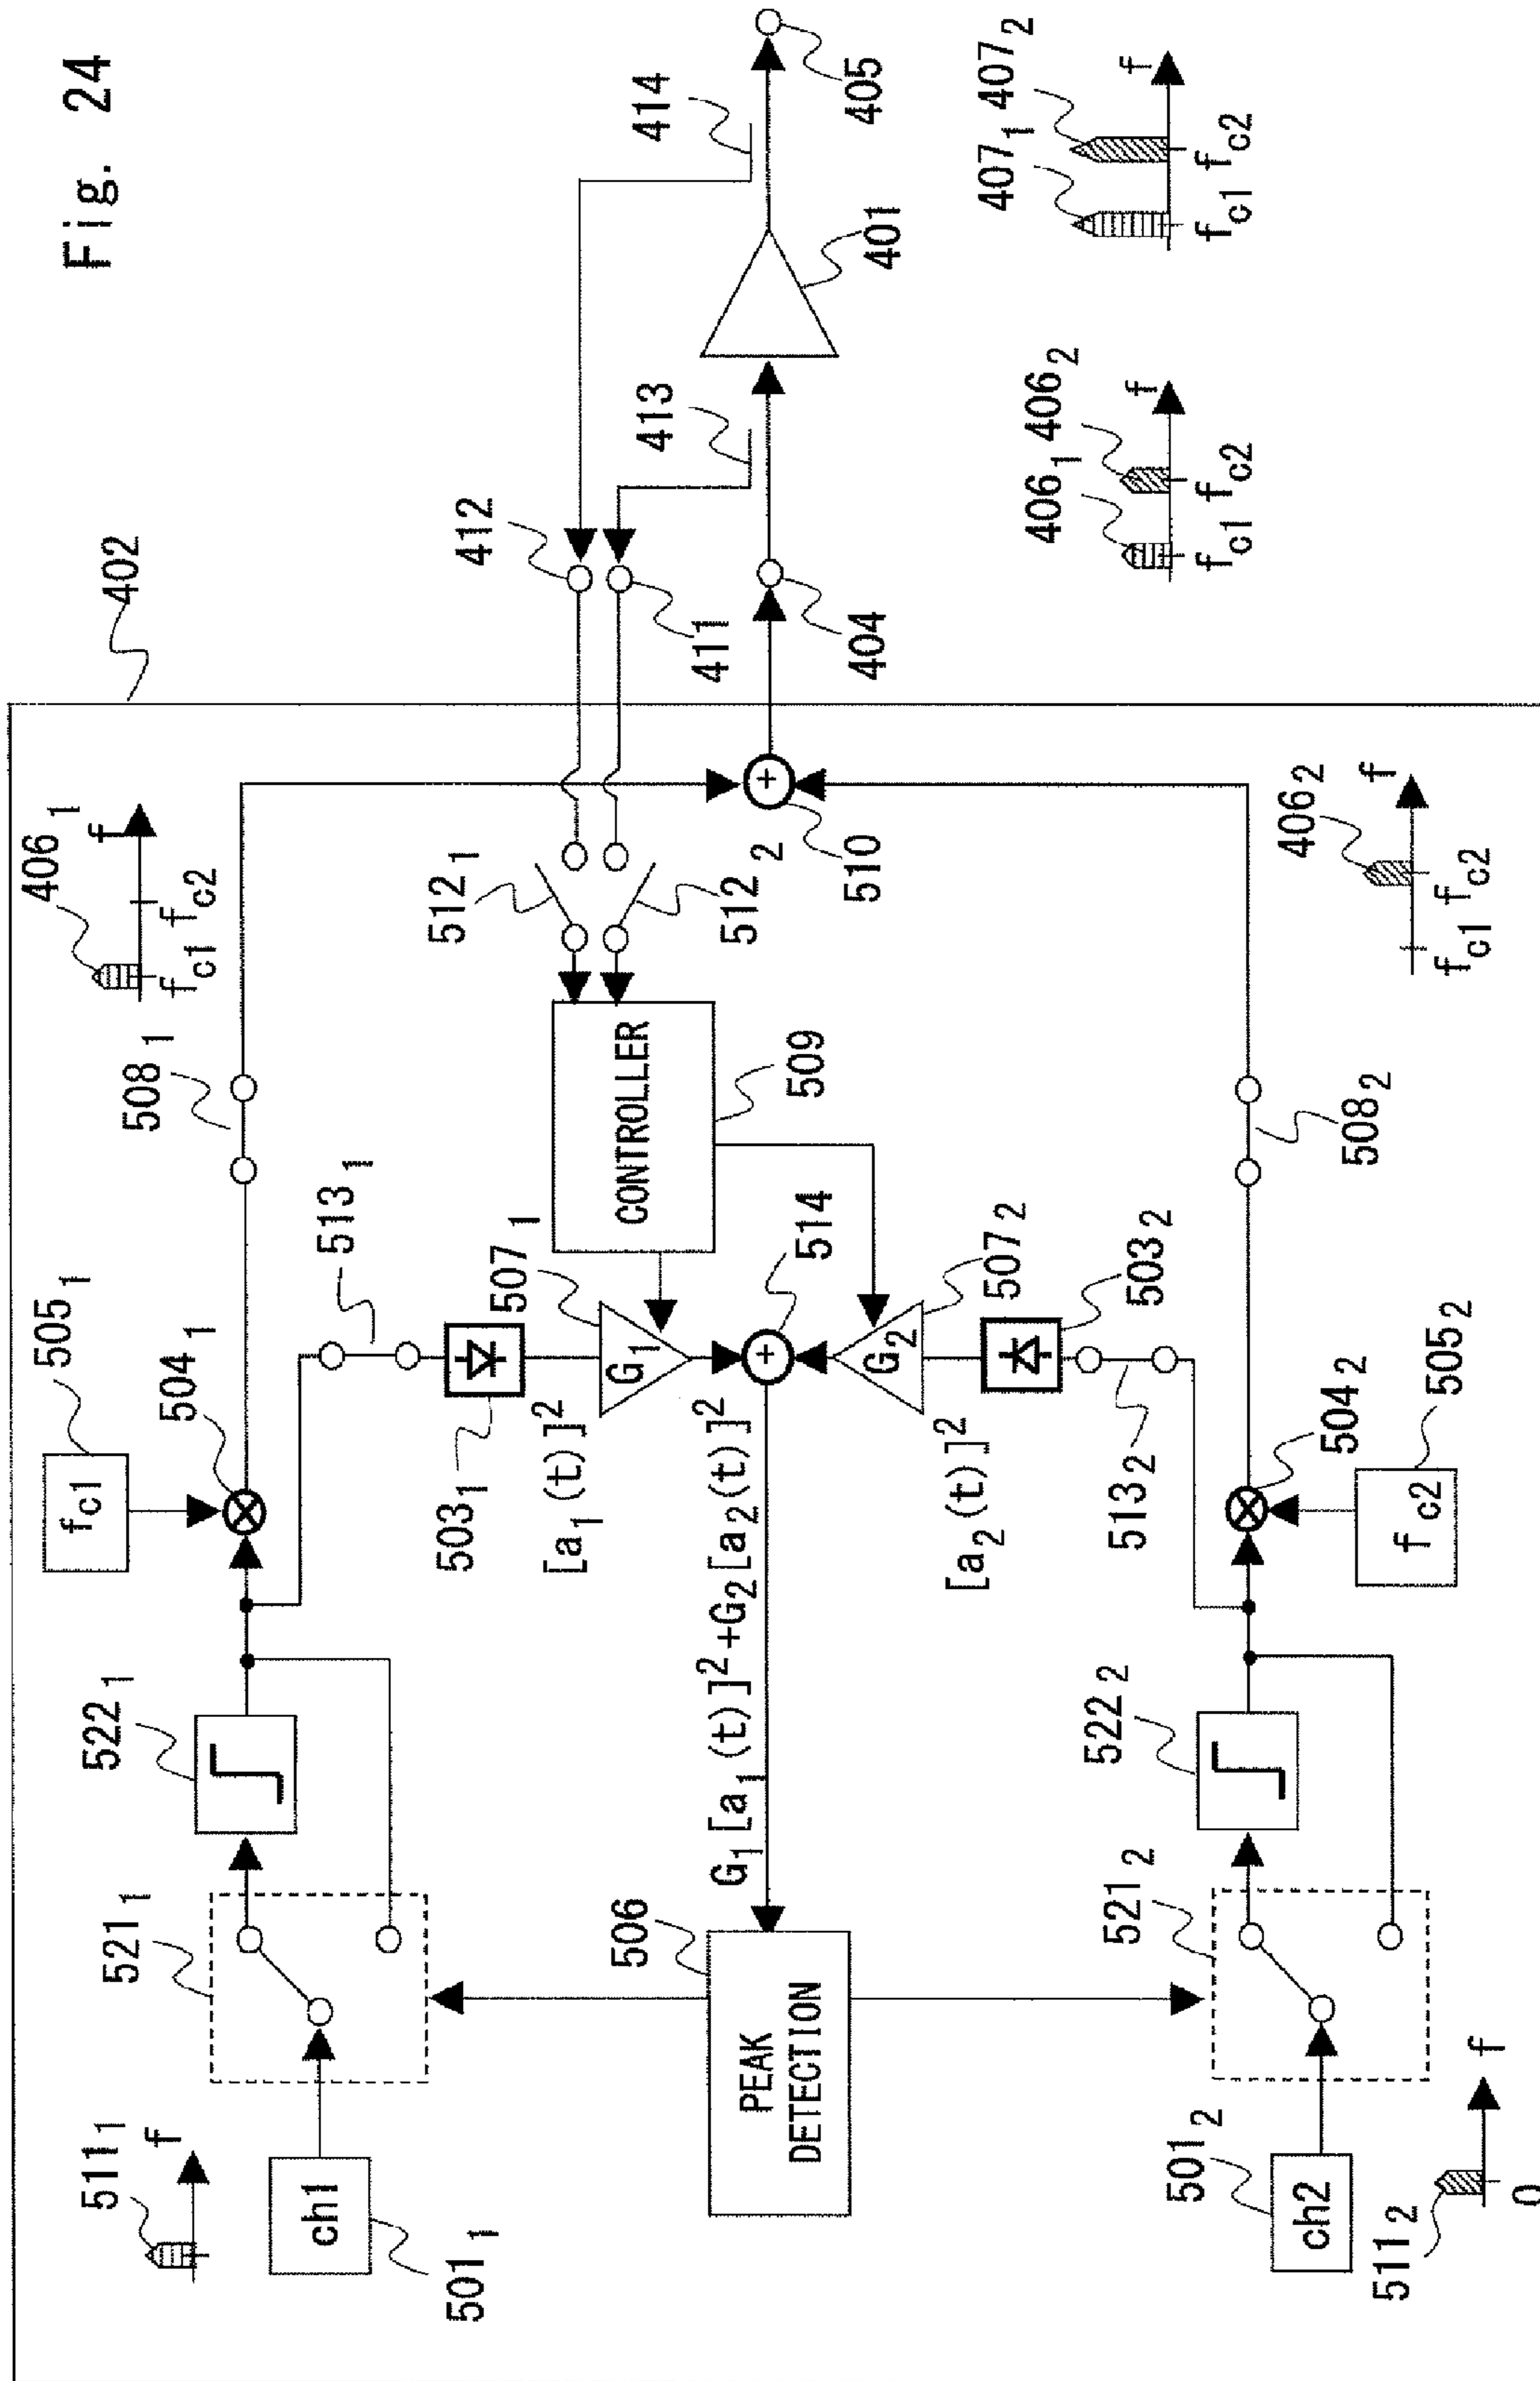 Fig. 24
402
505₁
f_c1
504₁
508₁
406₁
f
f_c1 f_c2
511₁
f
ch1
501₁
521₁
522₁
513₁
503₁
[a₁(t)]²
507₁
G₁
CONTROLLER
509
512₁
512₂
412
411
413
414
404
401
405
510
514
G₁[a₁(t)]²+G₂[a₂(t)]²
506
PEAK
DETECTION
G₂
507₂
503₂
[a₂(t)]²
513₂
508₂
504₂
505₂
f_c2
521₂
522₂
501₂
ch2
511₂
0
f
406₂
f
f_c1 f_c2
406₁ 406₂
f
f_c1 f_c2
407₁ 407₂
f
f_c1 f_c2